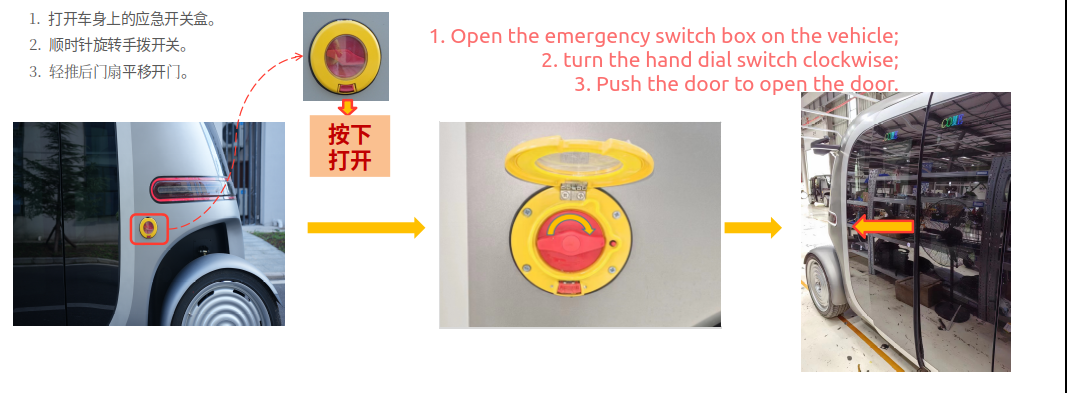 1. 打开车身上的应急开关盒。
2. 顺时针旋转手拨开关。
3. 轻推后门扇平移开门。
按下
打开
1. Open the emergency switch box on the vehicle;
2. turn the hand dial switch clockwise;
3. Push the door to open the door.